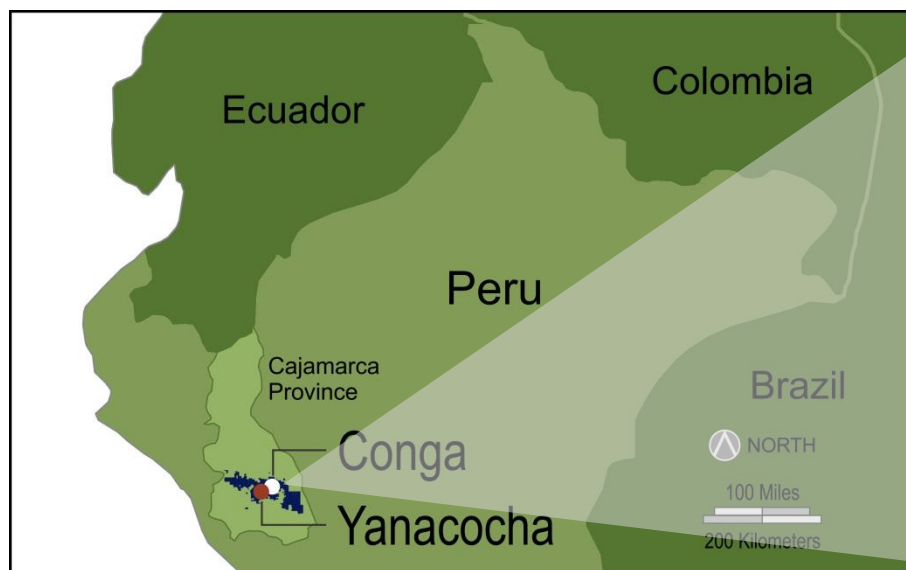 Ecuador
Colombia
Peru
Cajamarca
Province
Brazil
Conga
NORTH
100 Miles
Yanacocha
200 Kilometers